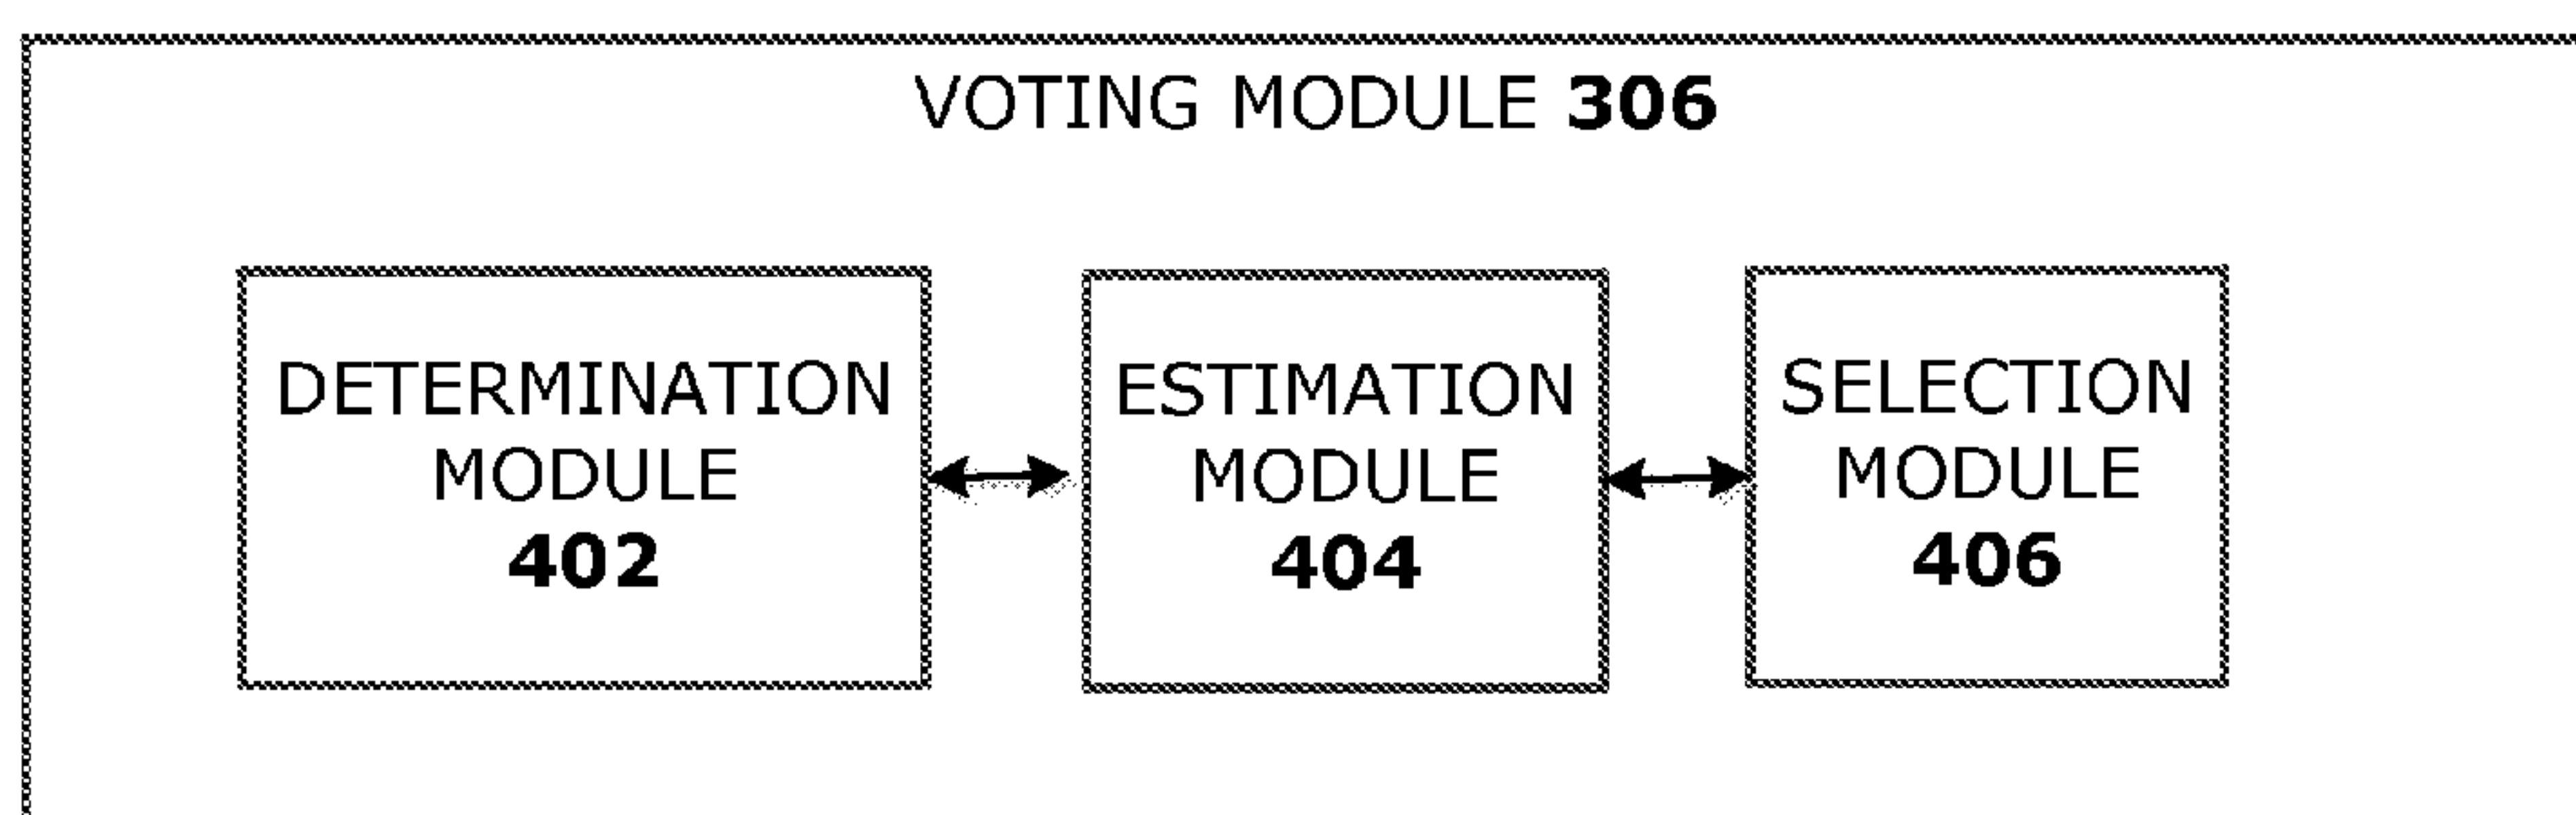 VOTING MODULE 306
DETERMINATION
MODULE
402
ESTIMATION
MODULE
404
SELECTION
MODULE
406